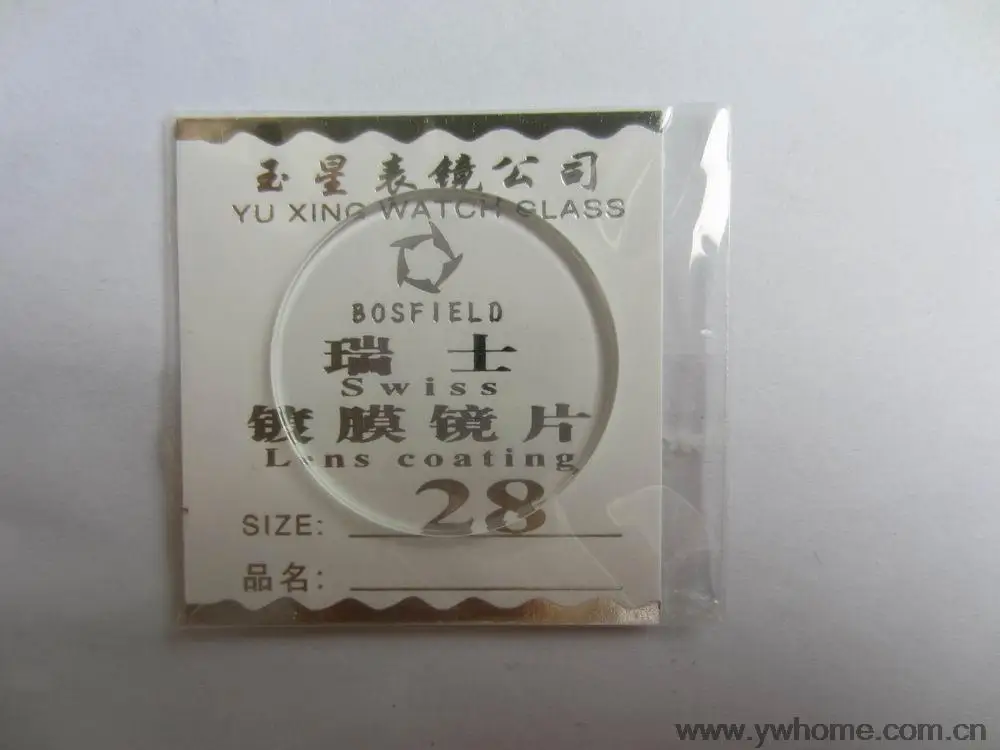 玉星表镜公司
YU XING WATCH GLASS
BOSFIELD
瑞 士
Swiss
镀膜镜片
Lens coating
SIZE: 28
品名:
www.ywhome.com.cn